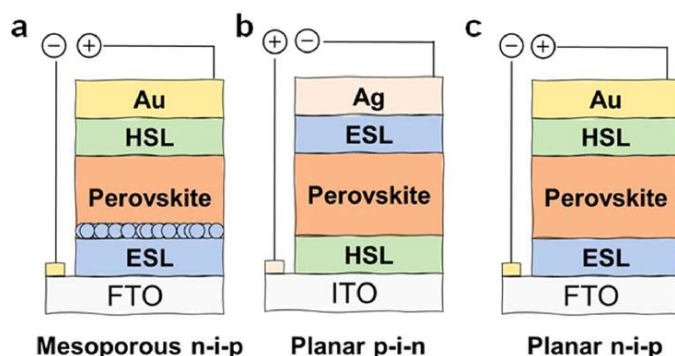 a
− +
Au
HSL
Perovskite
ESL
FTO
Mesoporous n-i-p
b
+ −
Ag
ESL
Perovskite
HSL
ITO
Planar p-i-n
c
− +
Au
HSL
Perovskite
ESL
FTO
Planar n-i-p